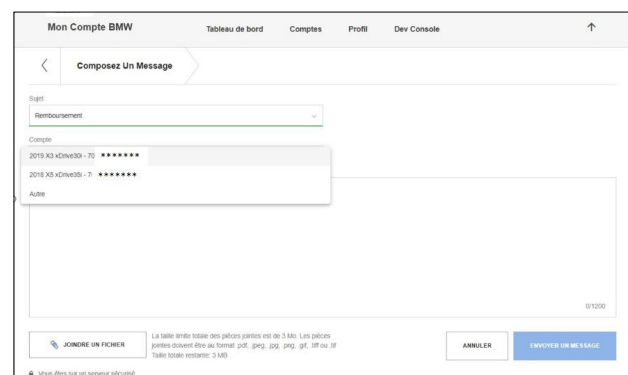 Mon Compte BMW
Tableau de bord Comptes Profil Dev Console
Composez Un Message
Sujet
Remboursement
Compte
2019 X3 xDrive30i - 70 *******
2018 X5 xDrive35i - 7 *******
Autre
0/1200
JOINDRE UN FICHIER
La taille limite totale des pièces jointes est de 3 Mo. Les pièces
jointes doivent être au format .pdf, .jpeg, .jpg, .png, .gif, .tiff ou .tif
Taille totale restante: 3 MB
ANNULER
ENVOYER UN MESSAGE
Vous êtes sur un serveur sécurisé